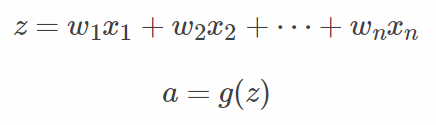 z = w₁x₁ + w₂x₂ + ⋯ + wₙxₙ
a = g(z)